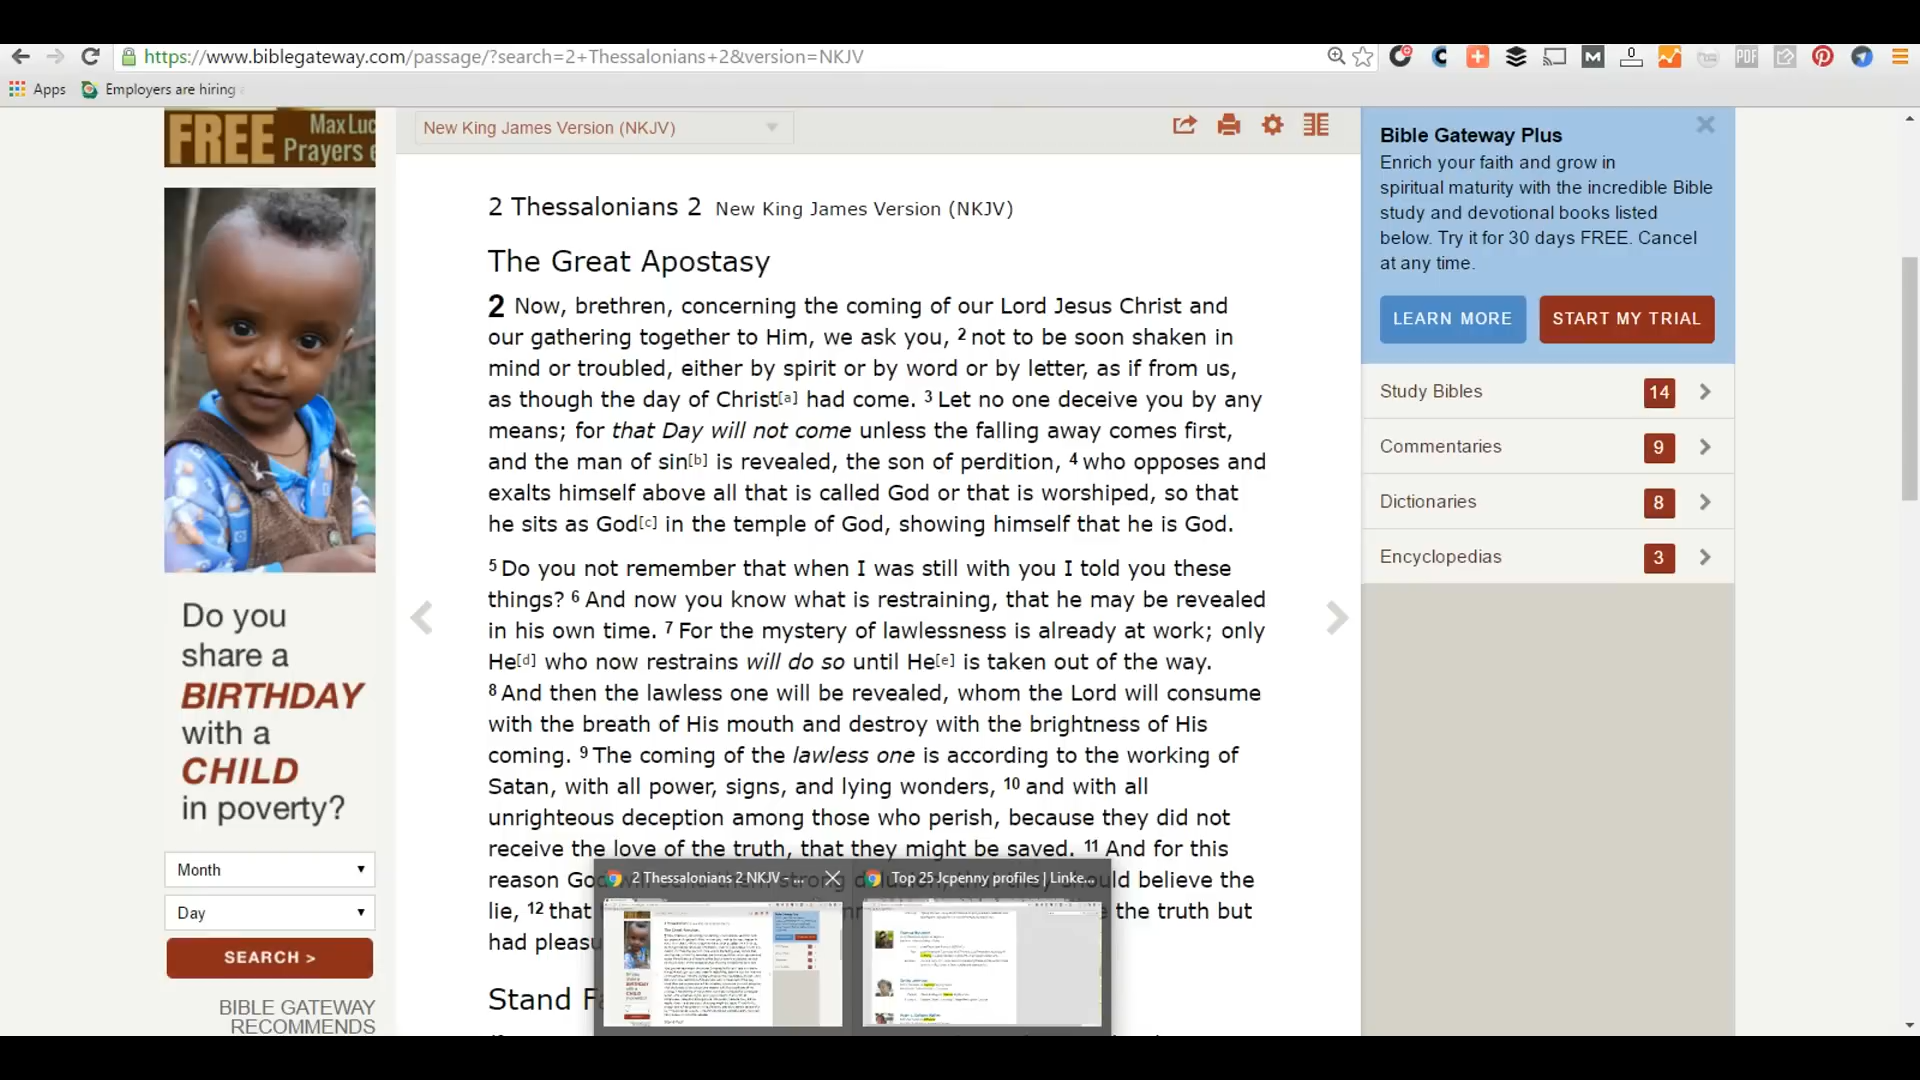 https://www.biblegateway.com/passage/?search=2+Thessalonians+2&version=NKJV
Apps
Employers are hiring
FREE
Max Luc
Prayers e
Do you
share a
BIRTHDAY
with a
CHILD
in poverty?
Month
Day
SEARCH >
BIBLE GATEWAY
RECOMMENDS
New King James Version (NKJV)
2 Thessalonians 2 New King James Version (NKJV)
The Great Apostasy
2 Now, brethren, concerning the coming of our Lord Jesus Christ and
our gathering together to Him, we ask you, 2 not to be soon shaken in
mind or troubled, either by spirit or by word or by letter, as if from us,
as though the day of Christ[a] had come. 3 Let no one deceive you by any
means; for that Day will not come unless the falling away comes first,
and the man of sin[b] is revealed, the son of perdition, 4 who opposes and
exalts himself above all that is called God or that is worshiped, so that
he sits as God[c] in the temple of God, showing himself that he is God.
5 Do you not remember that when I was still with you I told you these
things? 6 And now you know what is restraining, that he may be revealed
in his own time. 7 For the mystery of lawlessness is already at work; only
He[d] who now restrains will do so until He[e] is taken out of the way.
8 And then the lawless one will be revealed, whom the Lord will consume
with the breath of His mouth and destroy with the brightness of His
coming. 9 The coming of the lawless one is according to the working of
Satan, with all power, signs, and lying wonders, 10 and with all
unrighteous deception among those who perish, because they did not
receive the love of the truth, that they might be saved. 11 And for this
reason God will send them strong delusion, that they should believe the
lie, 12 that the truth but
had pleasu
Stand Fa
2 Thessalonians 2 NKJV - ...
Top 25 Jcpenny profiles | Linke...
Bible Gateway Plus
Enrich your faith and grow in
spiritual maturity with the incredible Bible
study and devotional books listed
below. Try it for 30 days FREE. Cancel
at any time.
LEARN MORE
START MY TRIAL
Study Bibles 14
Commentaries 9
Dictionaries 8
Encyclopedias 3
M
0
PDF